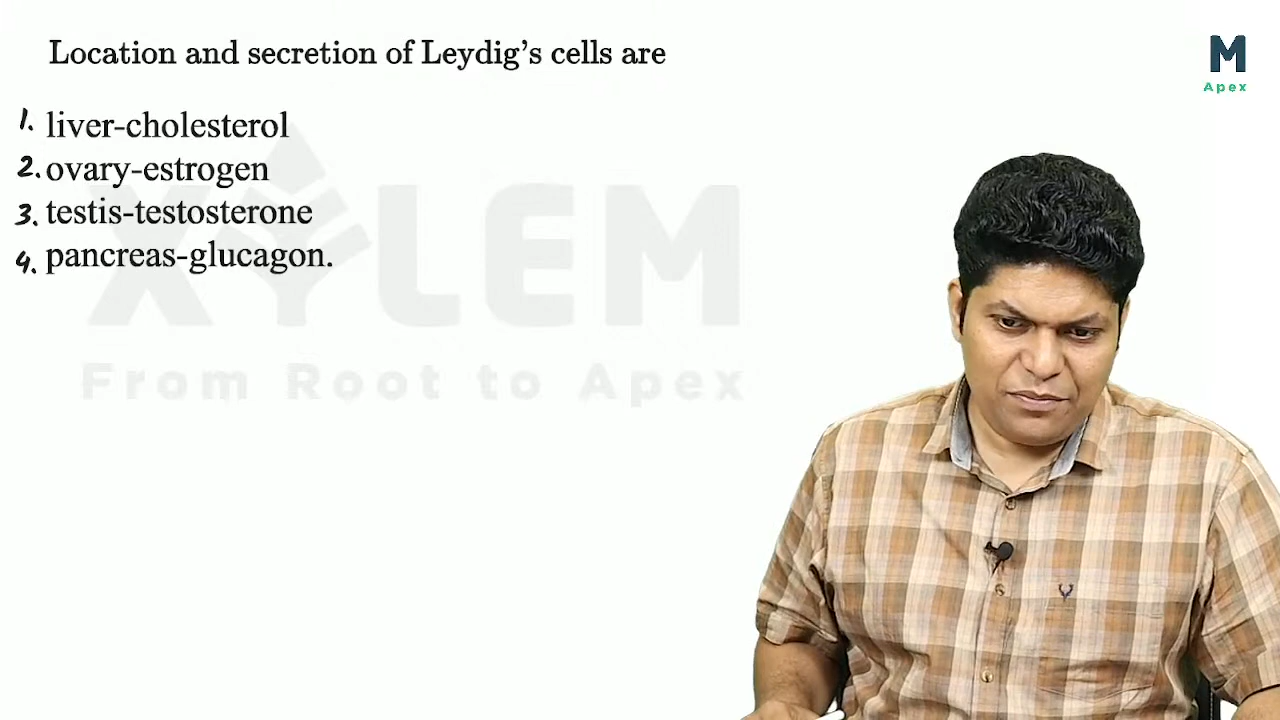 Location and secretion of Leydig's cells are
M
Apex
1. liver-cholesterol
2. ovary-estrogen
3. testis-testosterone
4. pancreas-glucagon.
XYLEM
From Root to Apex